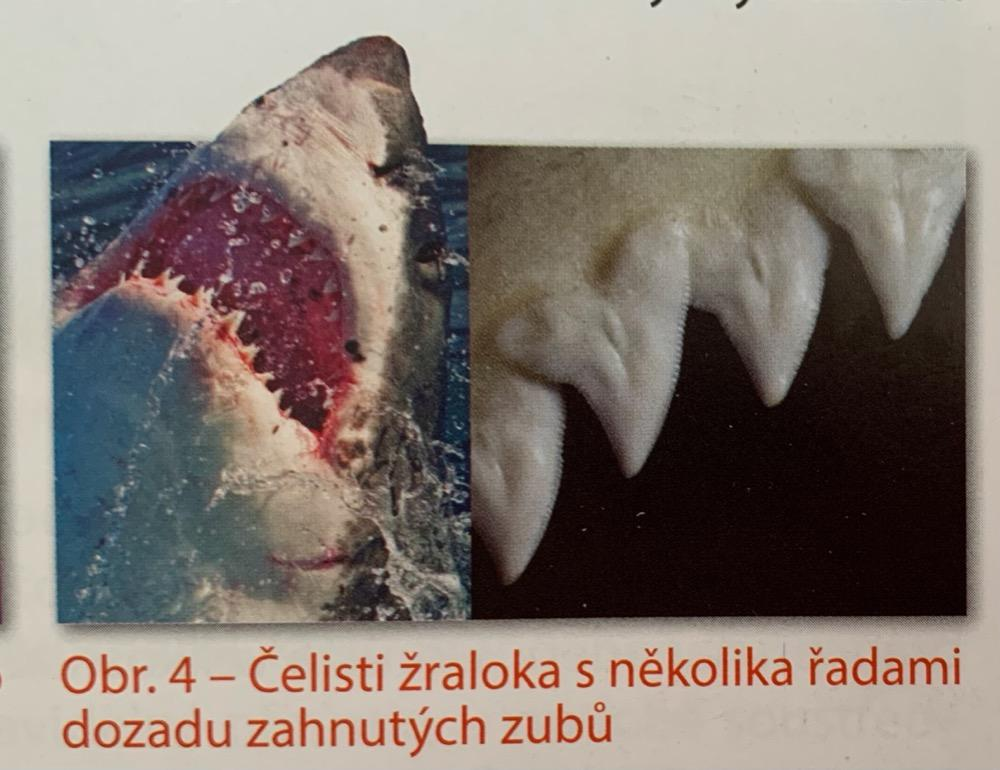 Obr. 4 – Čelisti žraloka s několika řadami
dozadu zahnutých zubů